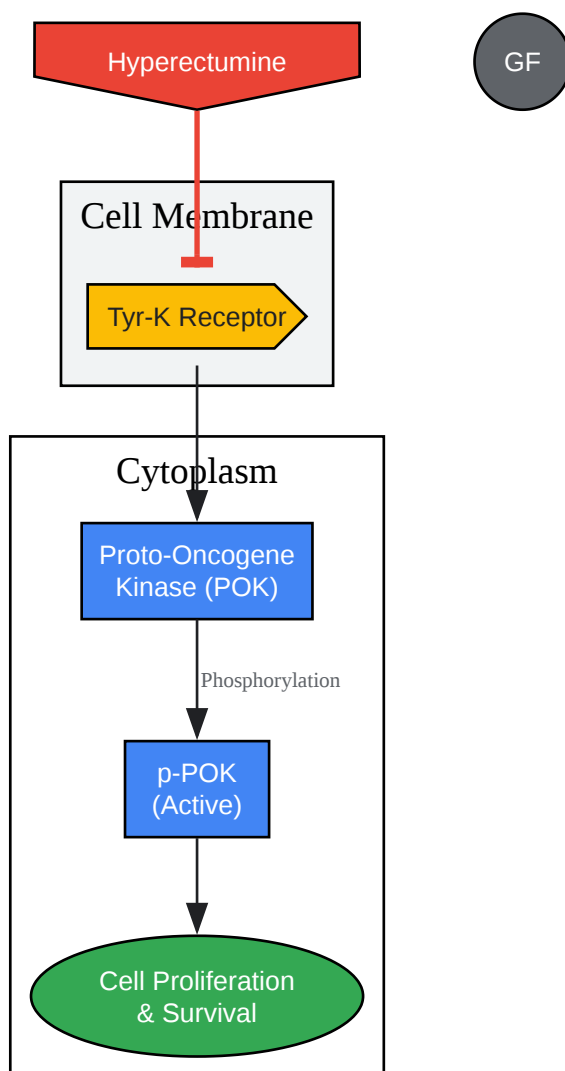 Hyperectumine
GF
Cell Membrane
Tyr-K Receptor
Cytoplasm
Proto-Oncogene
Kinase (POK)
Phosphorylation
p-POK
(Active)
Cell Proliferation
& Survival